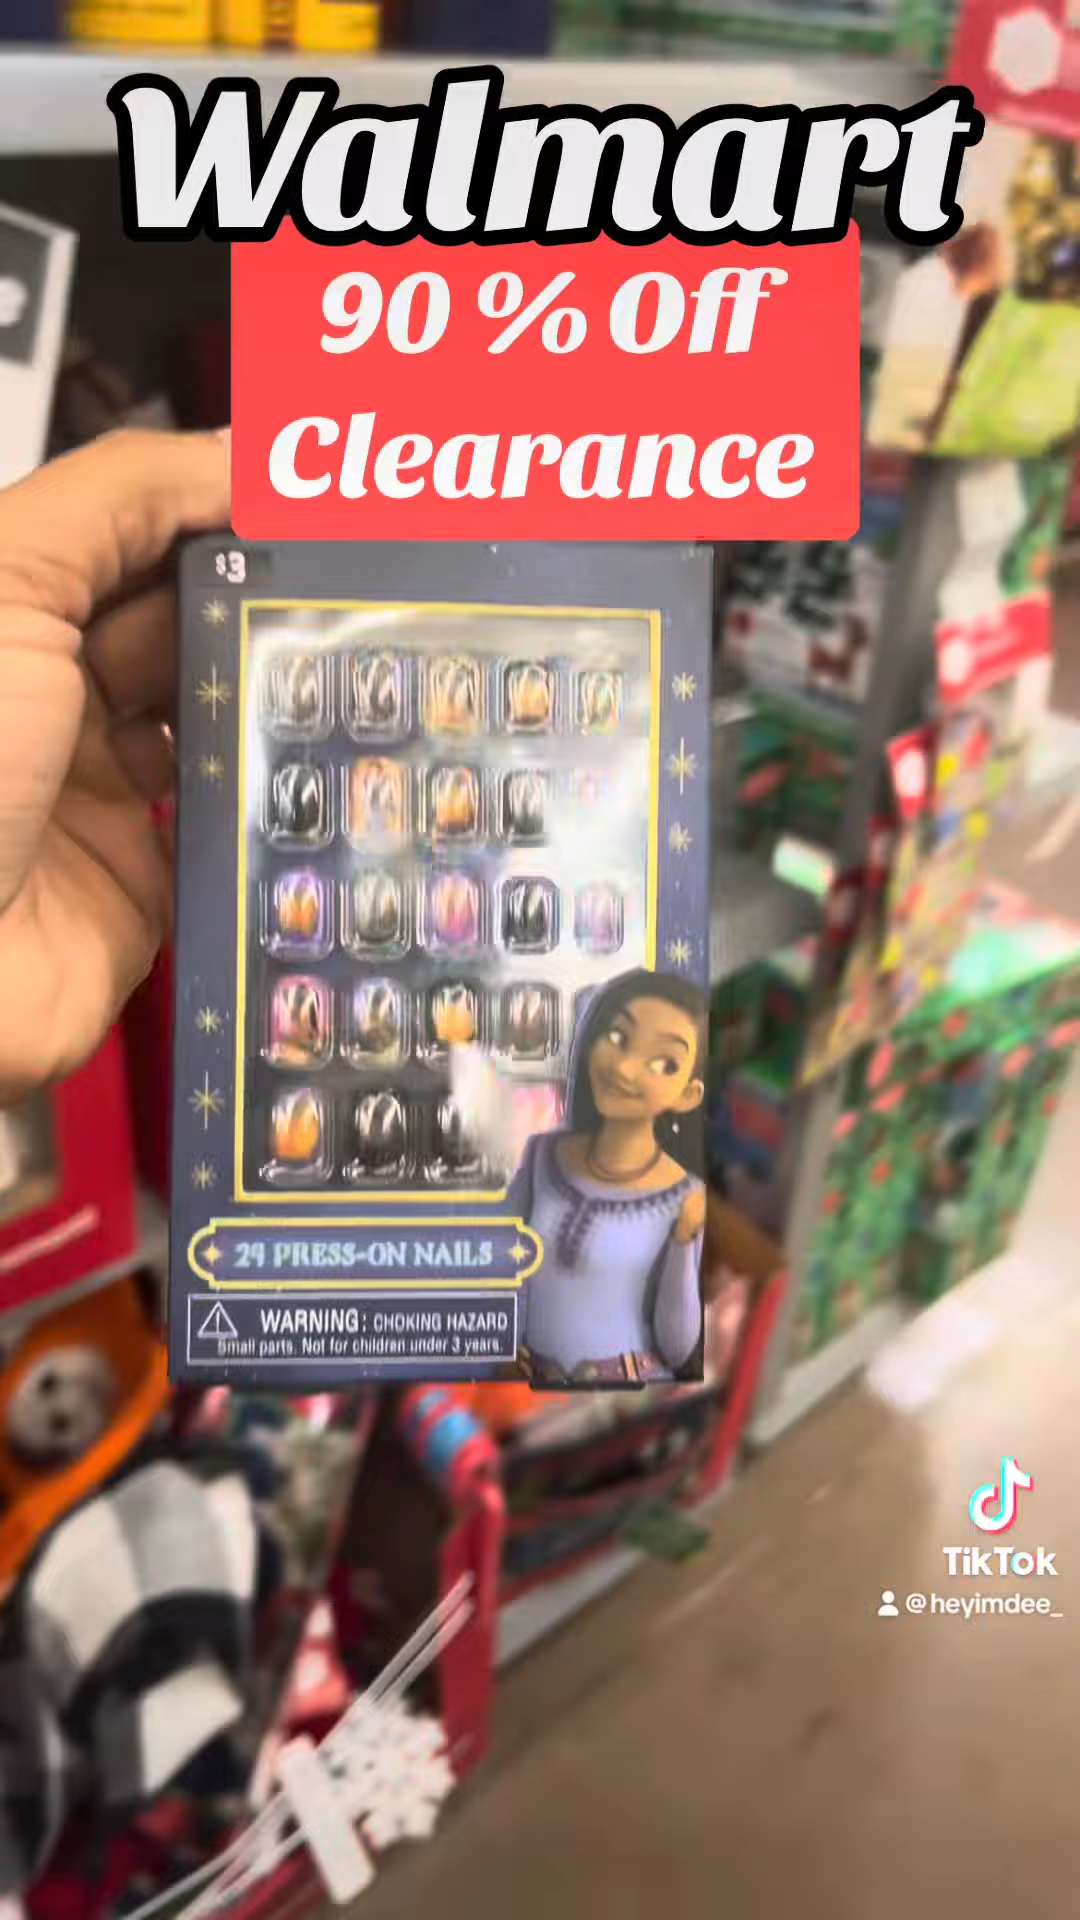 Walmart
90 % Off
Clearance
$3
24 PRESS-ON NAILS
WARNING: CHOKING HAZARD
Small parts. Not for children under 3 years.
TikTok
@heyimdee_